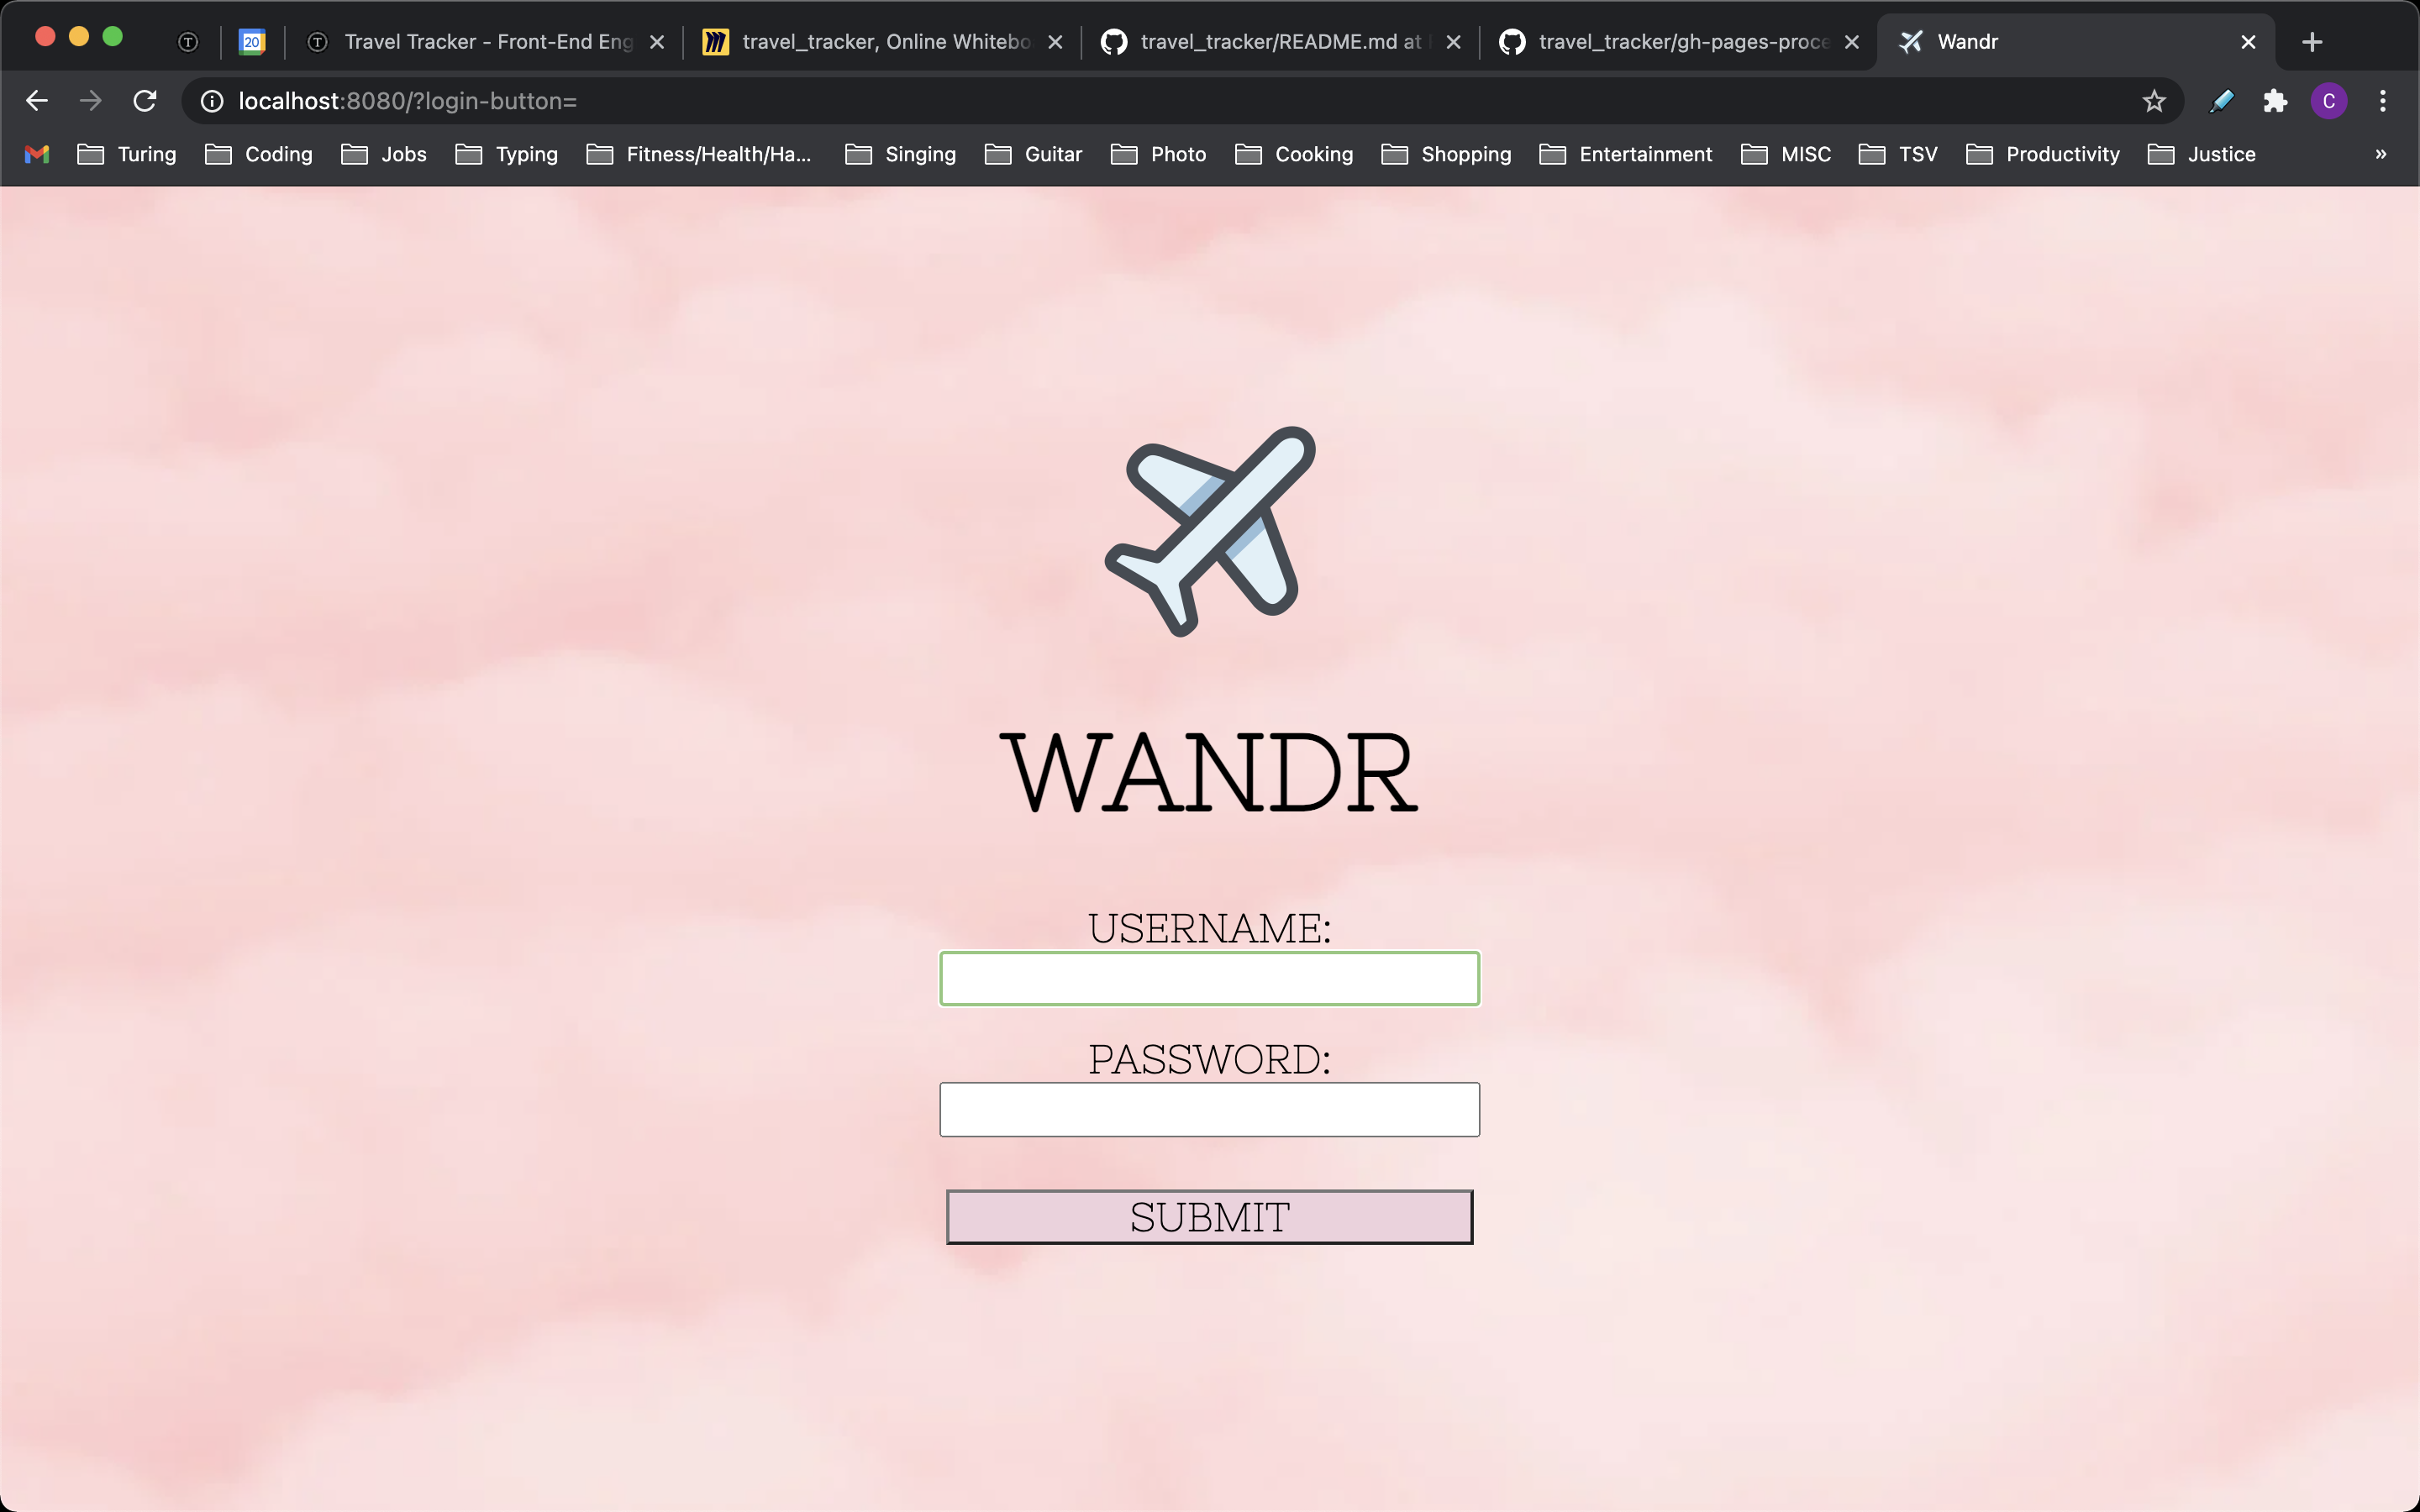 Travel Tracker - Front-End Eng
travel_tracker, Online Whitebo
travel_tracker/README.md at
travel_tracker/gh-pages-proce
Wandr
localhost:8080/?login-button=
C
20
Turing
Coding
Jobs
Typing
Fitness/Health/Ha...
Singing
Guitar
Photo
Cooking
Shopping
Entertainment
MISC
TSV
Productivity
Justice
»
WANDR
USERNAME:
PASSWORD:
SUBMIT